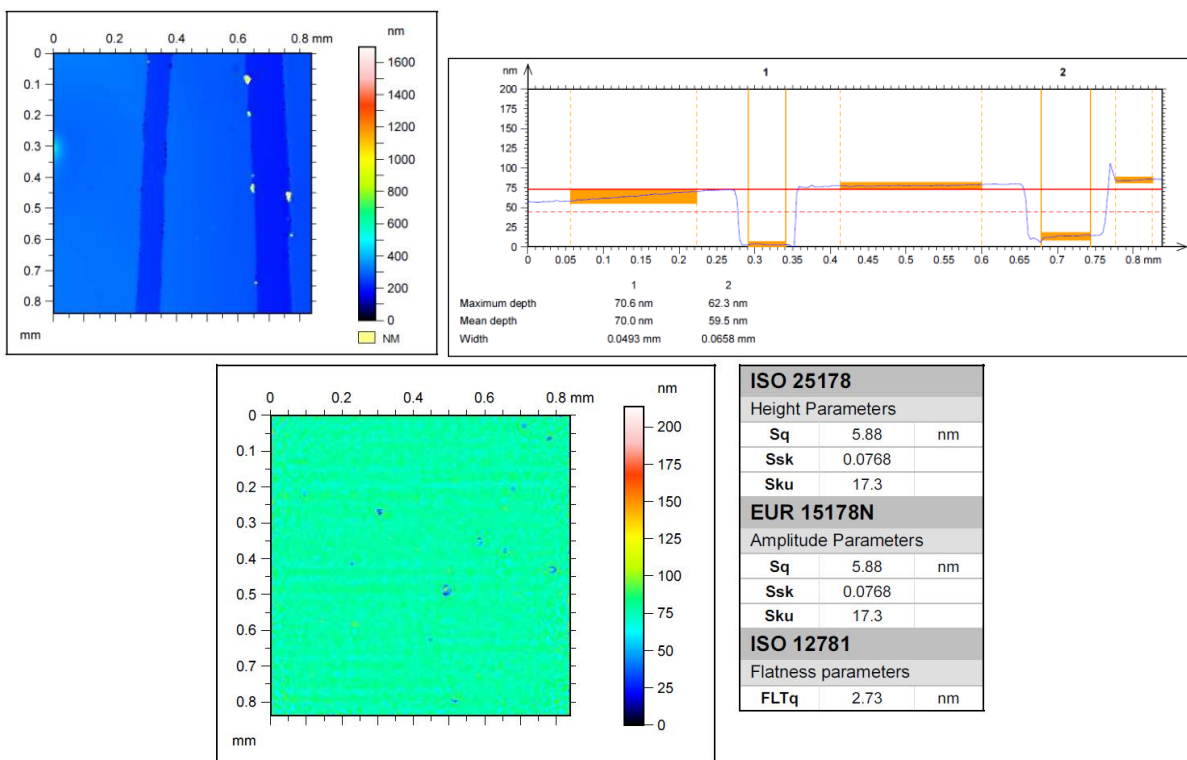 0 0.2 0.4 0.6 0.8 mm
0
0.1
0.2
0.3
0.4
0.5
0.6
0.7
0.8
mm
nm
1600
1400
1200
1000
800
600
400
200
0
NM
nm
1 2
200
175
150
125
100
75
50
25
0
0 0.05 0.1 0.15 0.2 0.25 0.3 0.35 0.4 0.45 0.5 0.55 0.6 0.65 0.7 0.75 0.8 mm
1 2
Maximum depth 70.6 nm 62.3 nm
Mean depth 70.0 nm 59.5 nm
Width 0.0493 mm 0.0658 mm
0 0.2 0.4 0.6 0.8 mm
0
0.1
0.2
0.3
0.4
0.5
0.6
0.7
0.8
mm
nm
200
175
150
125
100
75
50
25
0
ISO 25178
Height Parameters
Sq 5.88 nm
Ssk 0.0768
Sku 17.3
EUR 15178N
Amplitude Parameters
Sq 5.88 nm
Ssk 0.0768
Sku 17.3
ISO 12781
Flatness parameters
FLTq 2.73 nm